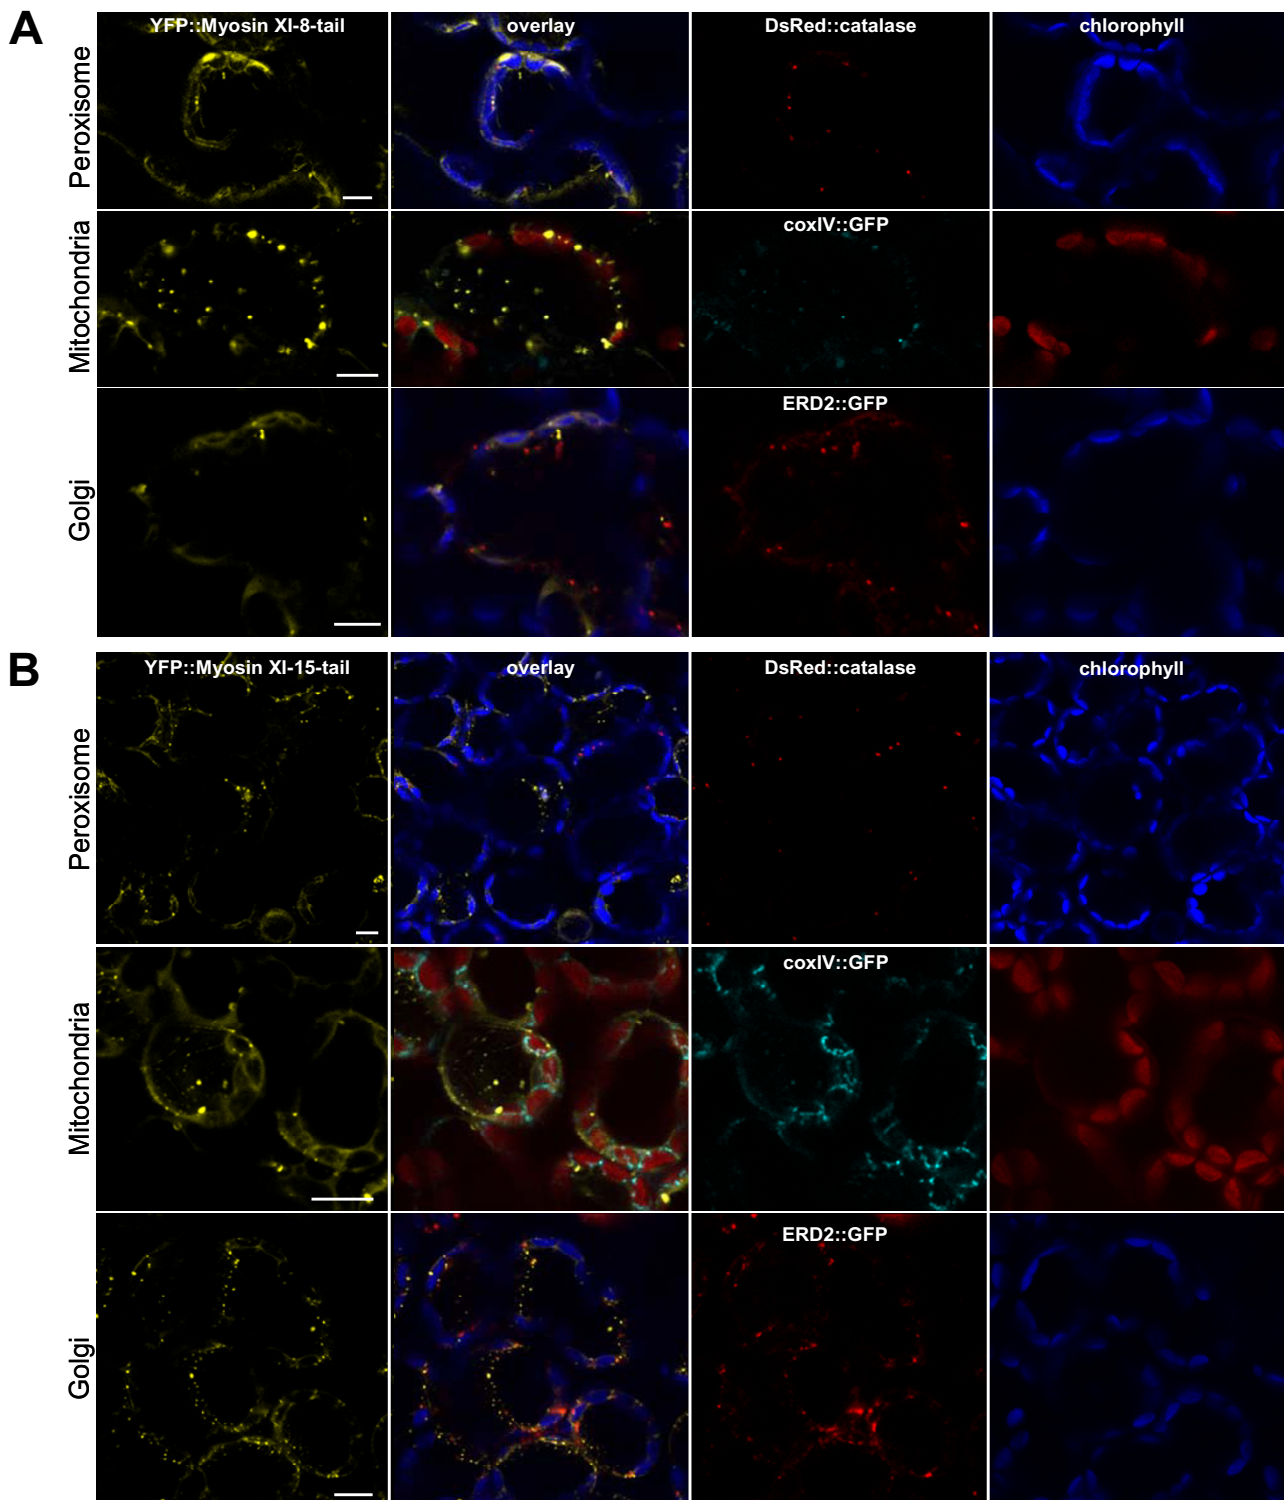 A
YFP::Myosin XI-8-tail
overlay
DsRed::catalase
chlorophyll
Peroxisome
Mitochondria
coxIV::GFP
Golgi
ERD2::GFP
B
YFP::Myosin XI-15-tail
overlay
DsRed::catalase
chlorophyll
Peroxisome
Mitochondria
coxIV::GFP
Golgi
ERD2::GFP